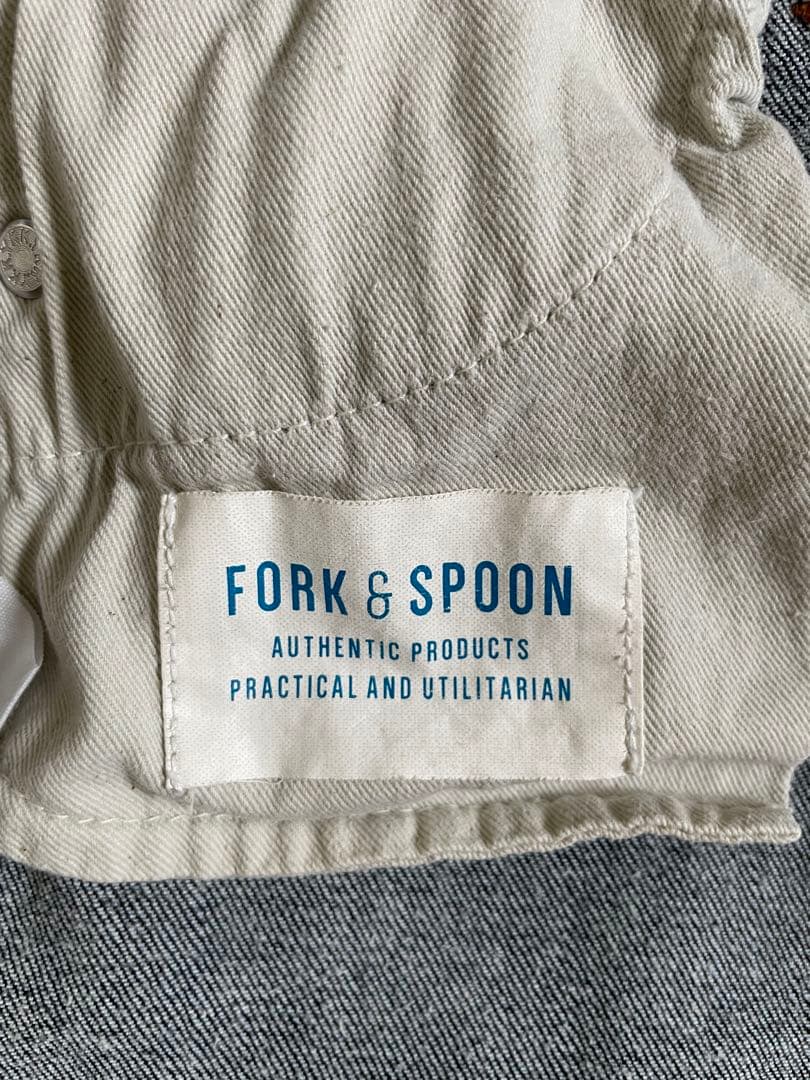 FORK & SPOON
AUTHENTIC PRODUCTS
PRACTICAL AND UTILITARIAN